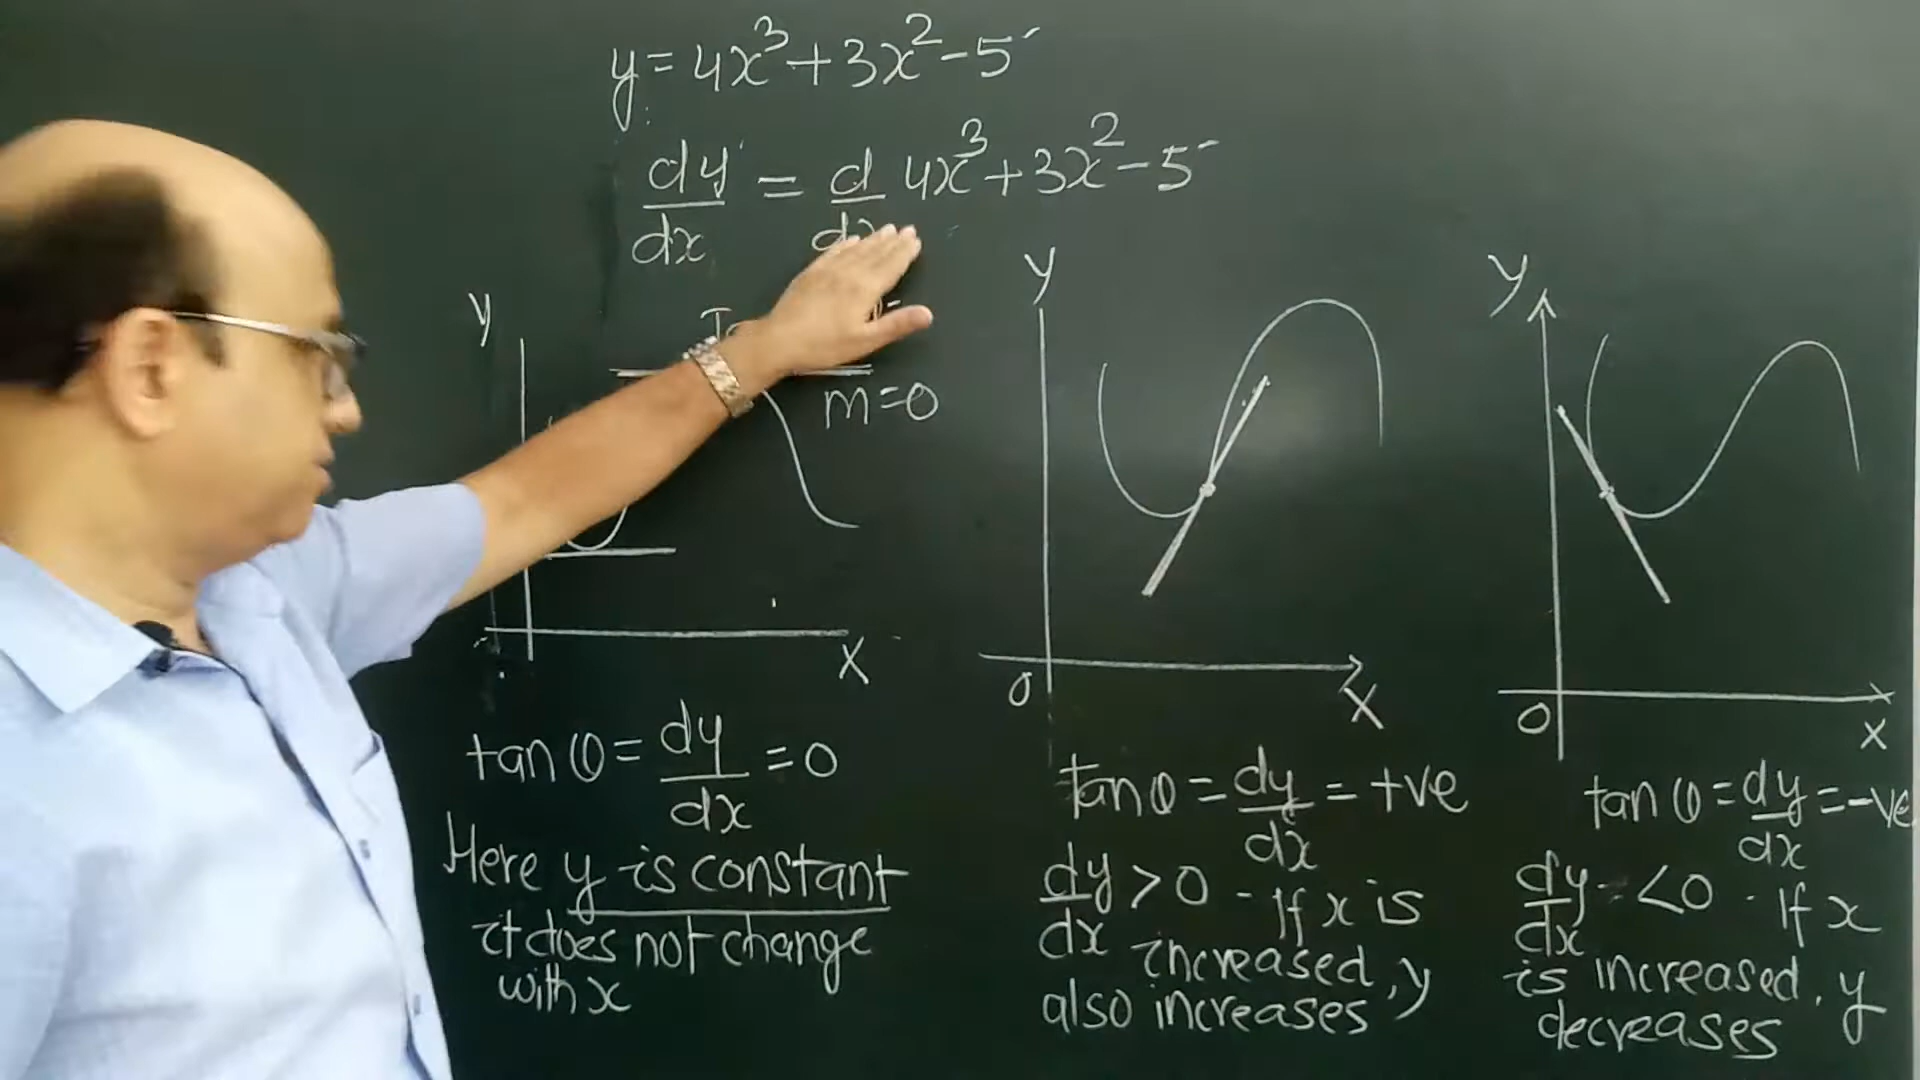 y = 4x³ + 3x² - 5
dy/dx = d/dx 4x³ + 3x² - 5
y
m = 0
X
tan θ = dy/dx = 0
Here y is constant
it does not change
with x
y
0
X
tan θ = dy/dx = +ve
dy/dx > 0 - If x is
increased, y
also increases
y
0
X
tan θ = dy/dx = -ve
dy/dx < 0 - If x
is increased, y
decreases